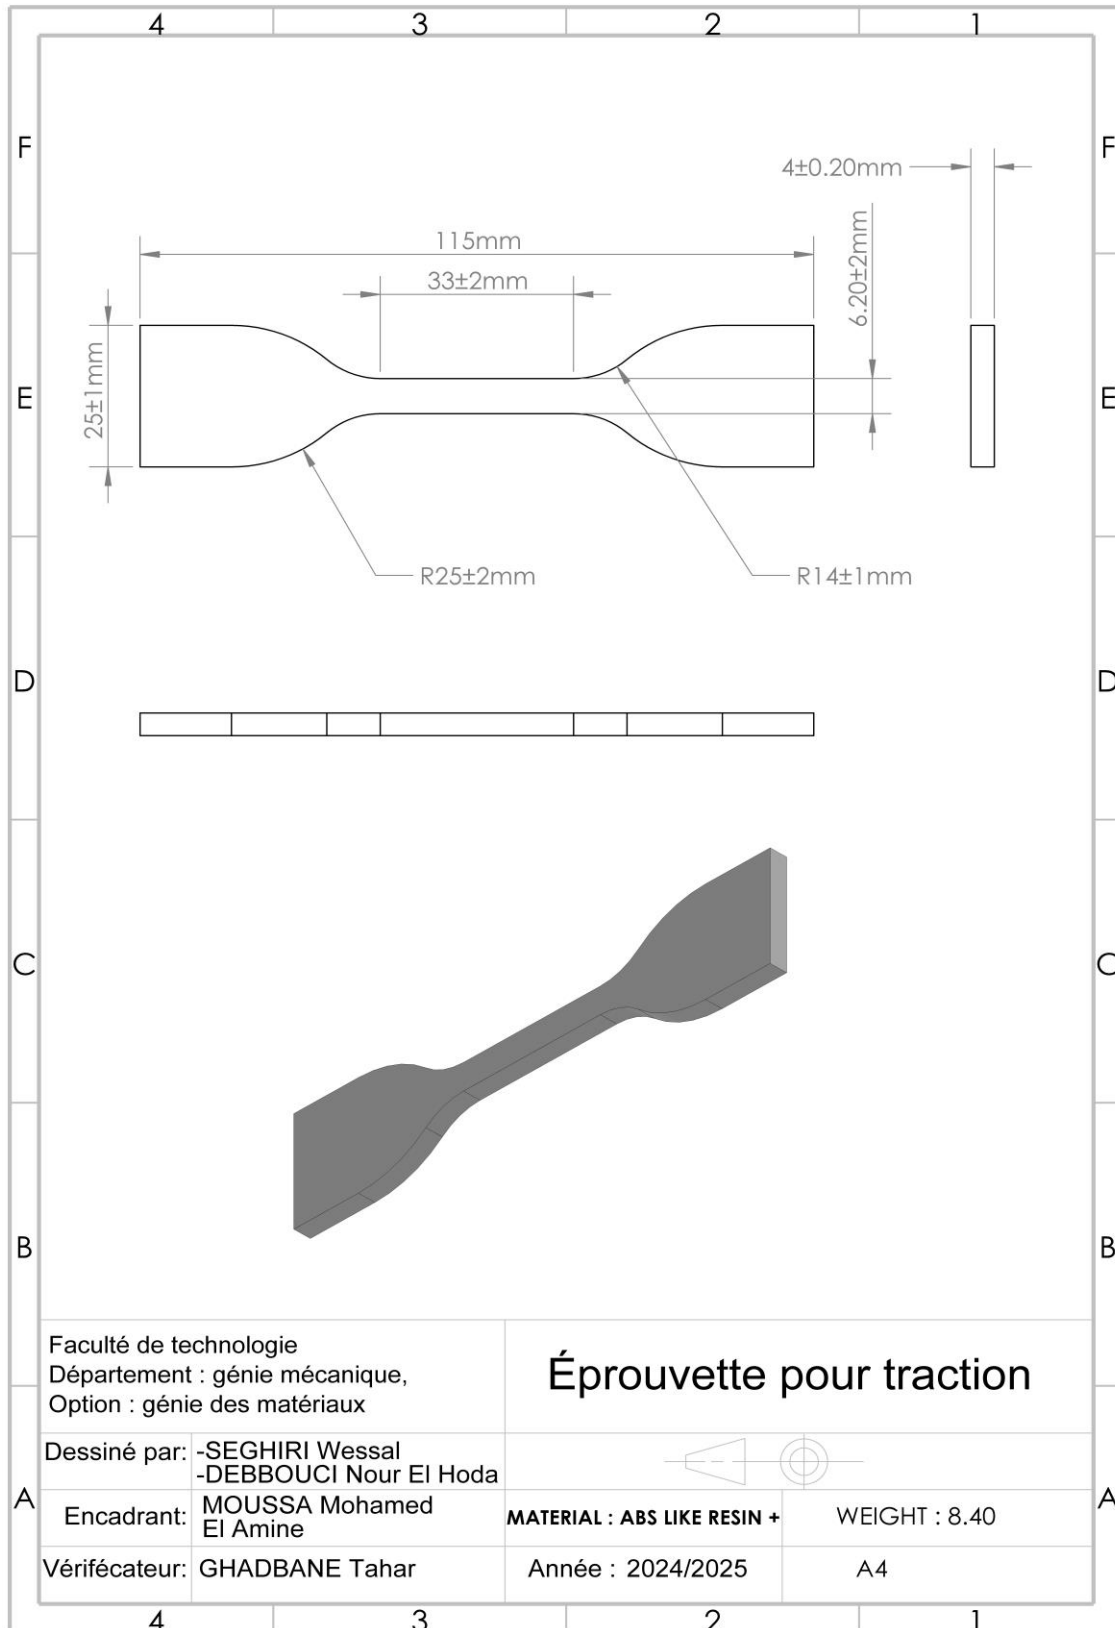 4 3 2 1
F F
4±0.20mm
115mm
6.20±2mm
33±2mm
25±1mm
E E
R25±2mm R14±1mm
D D
C C
B B
Faculté de technologie
Département : génie mécanique,
Option : génie des matériaux
Éprouvette pour traction
Dessiné par: -SEGHIRI Wessal
-DEBBOUCI Nour El Hoda
A A
Encadrant: MOUSSA Mohamed
El Amine
MATERIAL : ABS LIKE RESIN + WEIGHT : 8.40
Vérifécateur: GHADBANE Tahar Année : 2024/2025 A4
4 3 2 1